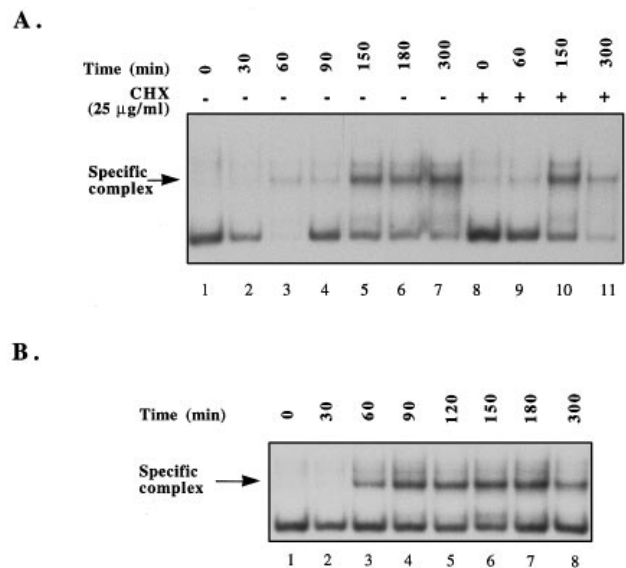 A.
Time (min) 0 30 60 90 150 180 300 0 60 150 300
CHX - - - - - - - + + + +
(25 µg/ml)
Specific
complex
1 2 3 4 5 6 7 8 9 10 11
B.
Time (min) 0 30 60 90 120 150 180 300
Specific
complex
1 2 3 4 5 6 7 8